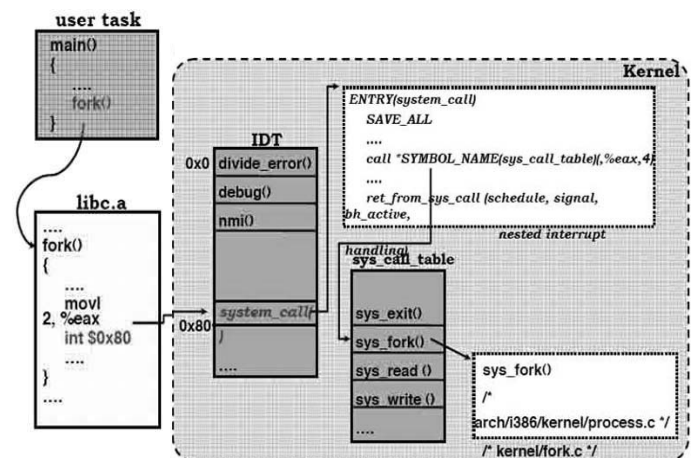 user task
main()
{
....
fork()
}
libc.a
....
fork()
{
....
movl
2, %eax
int $0x80
....
}
....
Kernel
IDT
0x0
divide_error()
debug()
nmi()
0x80
system_call(
)
....
ENTRY(system_call)
SAVE_ALL
....
call *SYMBOL_NAME(sys_call_table)(,%eax,4)
....
ret_from_sys_call (schedule, signal,
bh_active,
nested interrupt
handling)
sys_call_table
sys_exit()
sys_fork()
sys_read ()
sys_write ()
....
sys_fork()
/*
arch/i386/kernel/process.c */
/* kernel/fork.c */